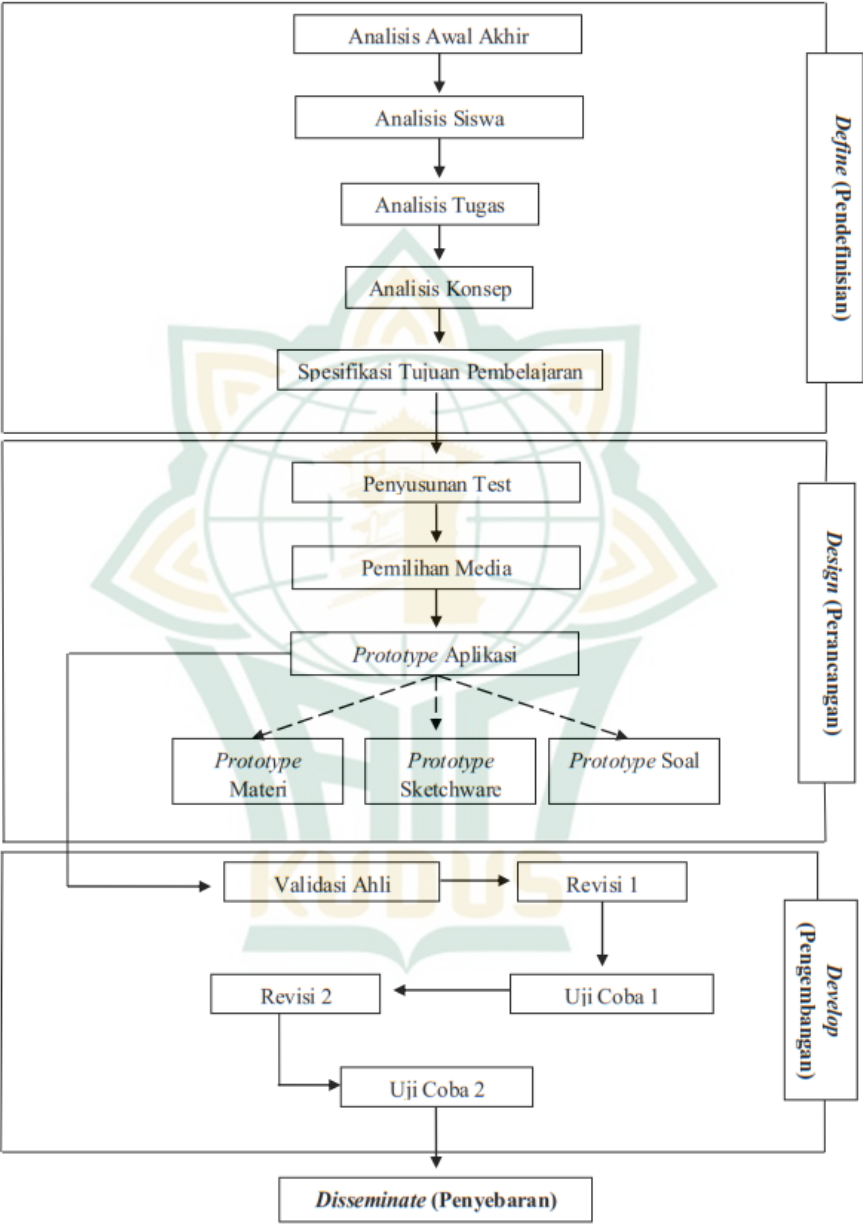 Analisis Awal Akhir
Analisis Siswa
Analisis Tugas
Analisis Konsep
Spesifikasi Tujuan Pembelajaran
Define (Pendefinisian)
Penyusunan Test
Pemilihan Media
Prototype Aplikasi
Prototype
Materi
Prototype
Sketchware
Prototype Soal
Design (Perancangan)
Validasi Ahli
Revisi 1
Revisi 2
Uji Coba 1
Uji Coba 2
Develop
(Pengembangan)
Disseminate (Penyebaran)
KUDUS